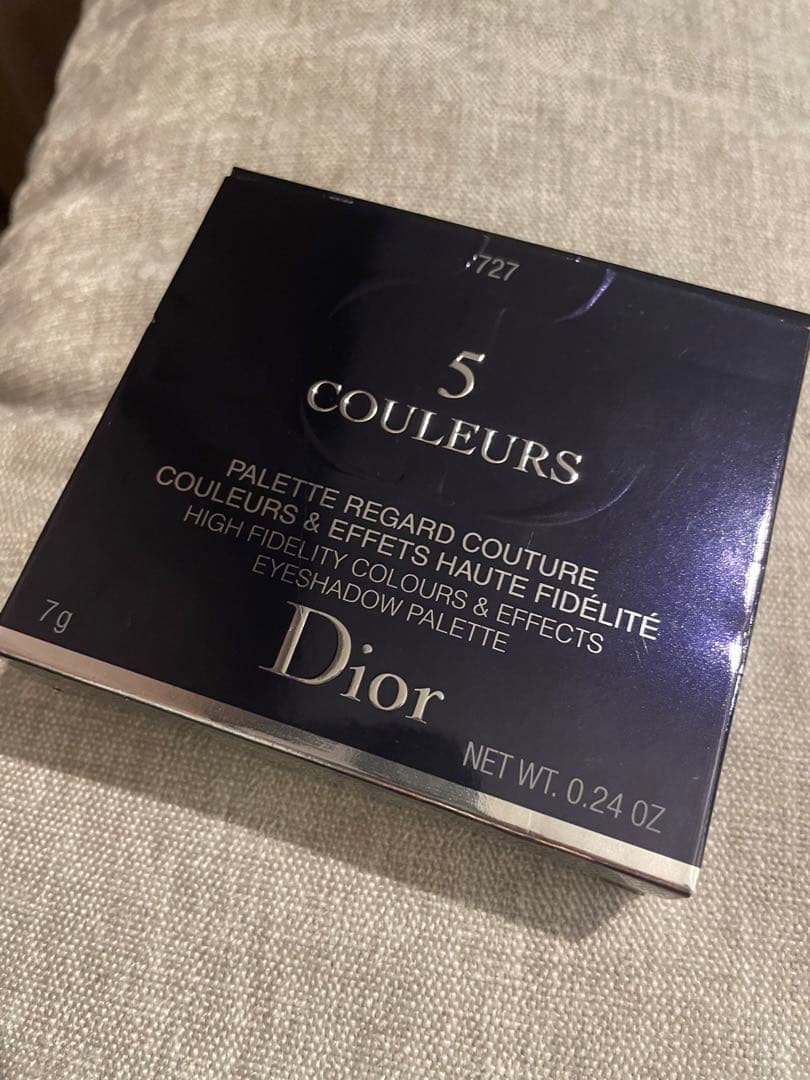 727
5
COULEURS
PALETTE REGARD COUTURE
COULEURS & EFFETS HAUTE FIDÉLITÉ
HIGH FIDELITY COLOURS & EFFECTS
EYESHADOW PALETTE
7g
Dior
NET WT. 0.24 OZ